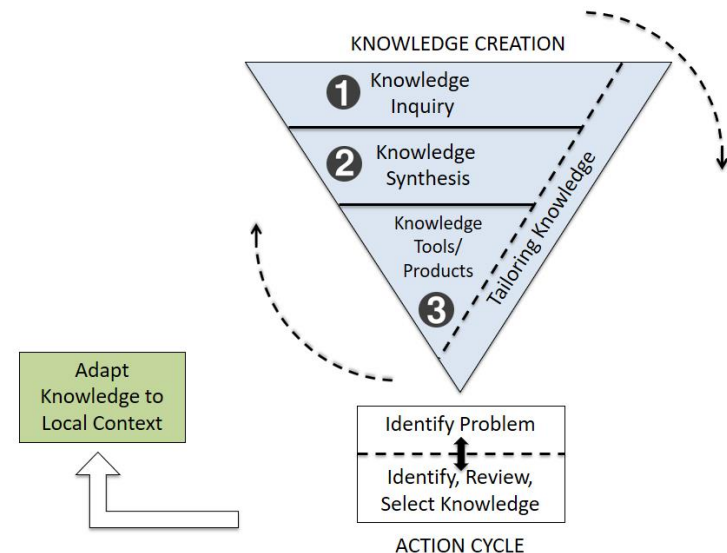 KNOWLEDGE CREATION
1 Knowledge
Inquiry
2 Knowledge
Synthesis
Knowledge
Tools/
Products
3
Tailoring Knowledge
Adapt
Knowledge to
Local Context
Identify Problem
Identify, Review,
Select Knowledge
ACTION CYCLE